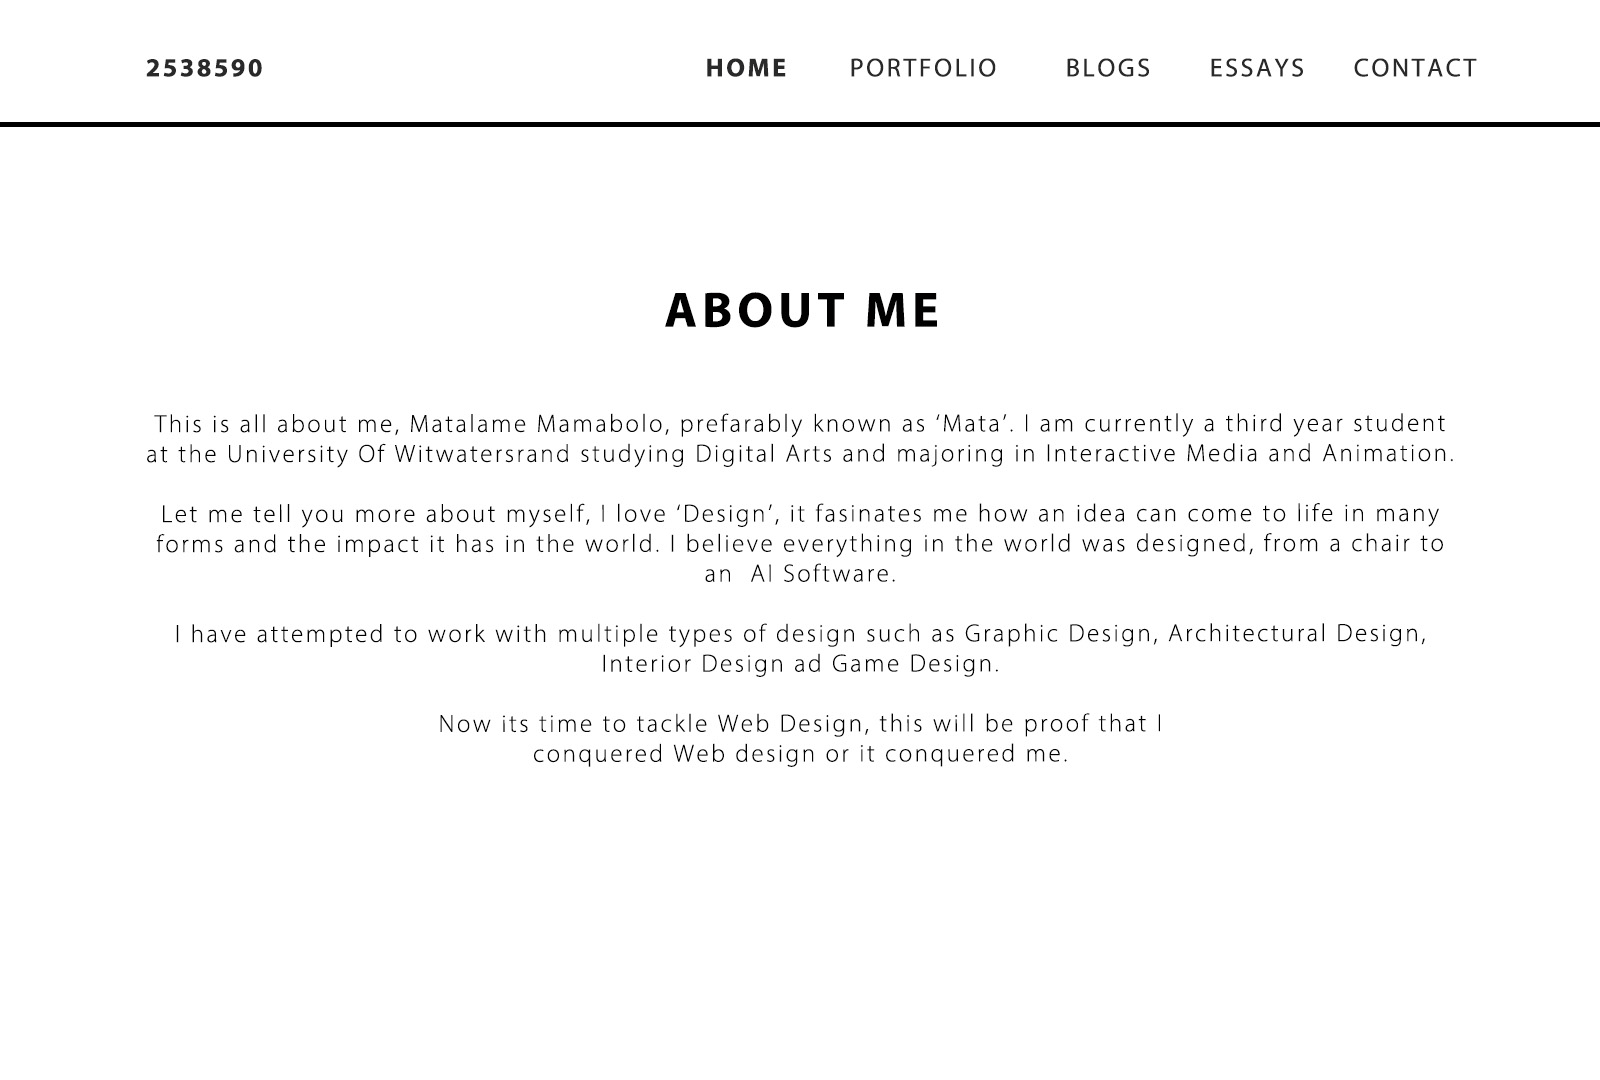 2538590
HOME PORTFOLIO BLOGS ESSAYS CONTACT
ABOUT ME
This is all about me, Matalame Mamabolo, prefarably known as ‘Mata’. I am currently a third year student
at the University Of Witwatersrand studying Digital Arts and majoring in Interactive Media and Animation.
Let me tell you more about myself, I love ‘Design’, it fasinates me how an idea can come to life in many
forms and the impact it has in the world. I believe everything in the world was designed, from a chair to
an  AI Software.
I have attempted to work with multiple types of design such as Graphic Design, Architectural Design,
Interior Design ad Game Design.
Now its time to tackle Web Design, this will be proof that I
conquered Web design or it conquered me.